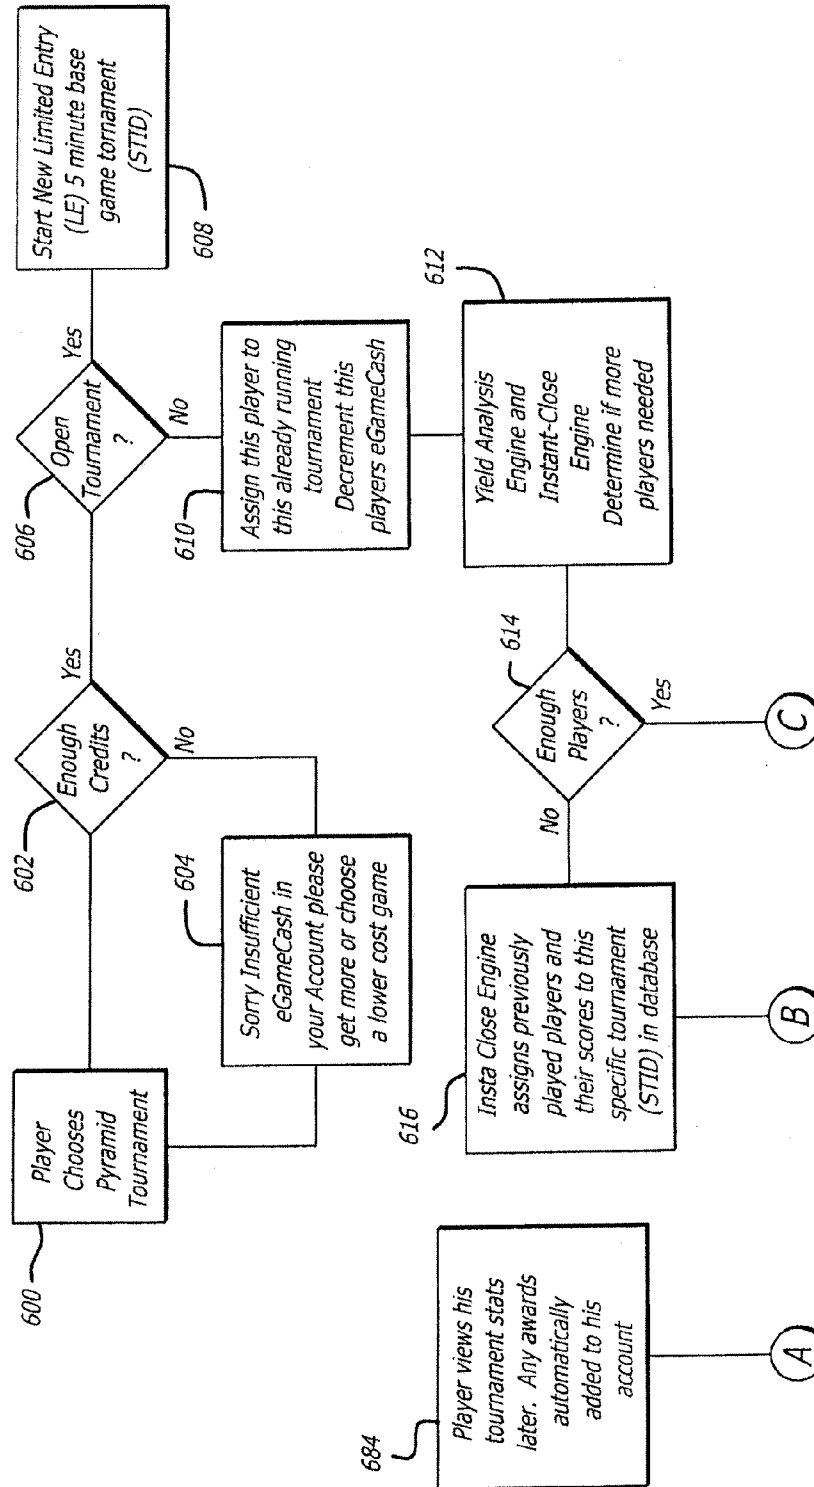 600
Player
Chooses
Pyramid
Tournament
602
Enough
Credits
?
Yes
No
604
Sorry Insufficient
eGameCash in
your Account please
get more or choose
a lower cost game
606
Open
Tournament
?
Yes
No
Start New Limited Entry
(LE) 5 minute base
game tornament
(STID)
608
610
Assign this player to
this already running
tournament
Decrement this
players eGameCash
612
Yield Analysis
Engine and
Instant-Close
Engine
Determine if more
players needed
614
Enough
Players
?
No
Yes
616
Insta Close Engine
assigns previously
played players and
their scores to this
specific tournament
(STID) in database
684
Player views his
tournament stats
later. Any awards
automatically
added to his
account
A
B
C